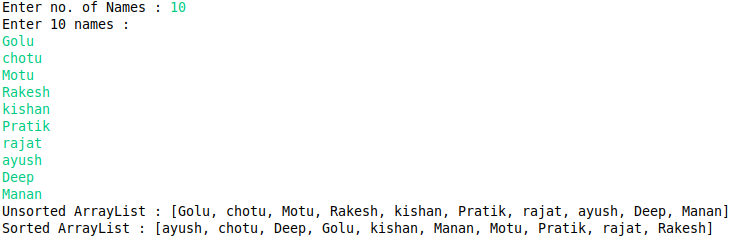 Enter no. of Names : 10
Enter 10 names :
Golu
chotu
Motu
Rakesh
kishan
Pratik
rajat
ayush
Deep
Manan
Unsorted ArrayList : [Golu, chotu, Motu, Rakesh, kishan, Pratik, rajat, ayush, Deep, Manan]
Sorted ArrayList : [ayush, chotu, Deep, Golu, kishan, Manan, Motu, Pratik, rajat, Rakesh]